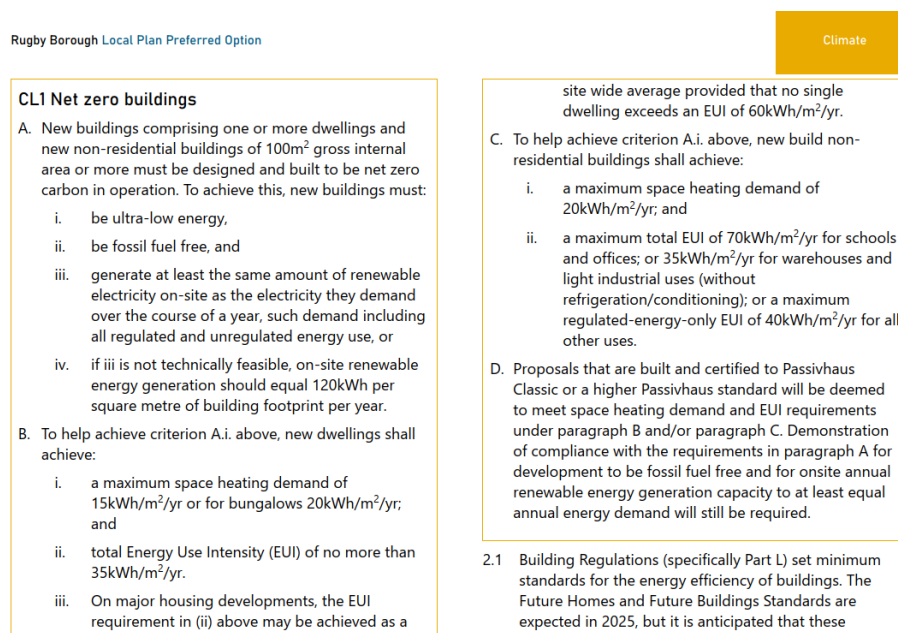 Rugby Borough Local Plan Preferred Option
Climate
CL1 Net zero buildings
A. New buildings comprising one or more dwellings and
new non-residential buildings of 100m² gross internal
area or more must be designed and built to be net zero
carbon in operation. To achieve this, new buildings must:
i. be ultra-low energy,
ii. be fossil fuel free, and
iii. generate at least the same amount of renewable
electricity on-site as the electricity they demand
over the course of a year, such demand including
all regulated and unregulated energy use, or
iv. if iii is not technically feasible, on-site renewable
energy generation should equal 120kWh per
square metre of building footprint per year.
B. To help achieve criterion A.i. above, new dwellings shall
achieve:
i. a maximum space heating demand of
15kWh/m²/yr or for bungalows 20kWh/m²/yr;
and
ii. total Energy Use Intensity (EUI) of no more than
35kWh/m²/yr.
iii. On major housing developments, the EUI
requirement in (ii) above may be achieved as a
site wide average provided that no single
dwelling exceeds an EUI of 60kWh/m²/yr.
C. To help achieve criterion A.i. above, new build non-
residential buildings shall achieve:
i. a maximum space heating demand of
20kWh/m²/yr; and
ii. a maximum total EUI of 70kWh/m²/yr for schools
and offices; or 35kWh/m²/yr for warehouses and
light industrial uses (without
refrigeration/conditioning); or a maximum
regulated-energy-only EUI of 40kWh/m²/yr for all
other uses.
D. Proposals that are built and certified to Passivhaus
Classic or a higher Passivhaus standard will be deemed
to meet space heating demand and EUI requirements
under paragraph B and/or paragraph C. Demonstration
of compliance with the requirements in paragraph A for
development to be fossil fuel free and for onsite annual
renewable energy generation capacity to at least equal
annual energy demand will still be required.
2.1 Building Regulations (specifically Part L) set minimum
standards for the energy efficiency of buildings. The
Future Homes and Future Buildings Standards are
expected in 2025, but it is anticipated that these